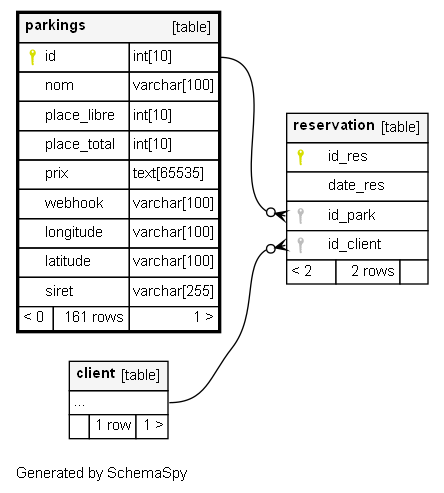 parkings [table]
id int[10]
nom varchar[100]
place_libre int[10]
place_total int[10]
prix text[65535]
webhook varchar[100]
longitude varchar[100]
latitude varchar[100]
siret varchar[255]
< 0 161 rows 1 >
reservation [table]
id_res
date_res
id_park
id_client
< 2 2 rows
client [table]
...
1 row 1 >
Generated by SchemaSpy